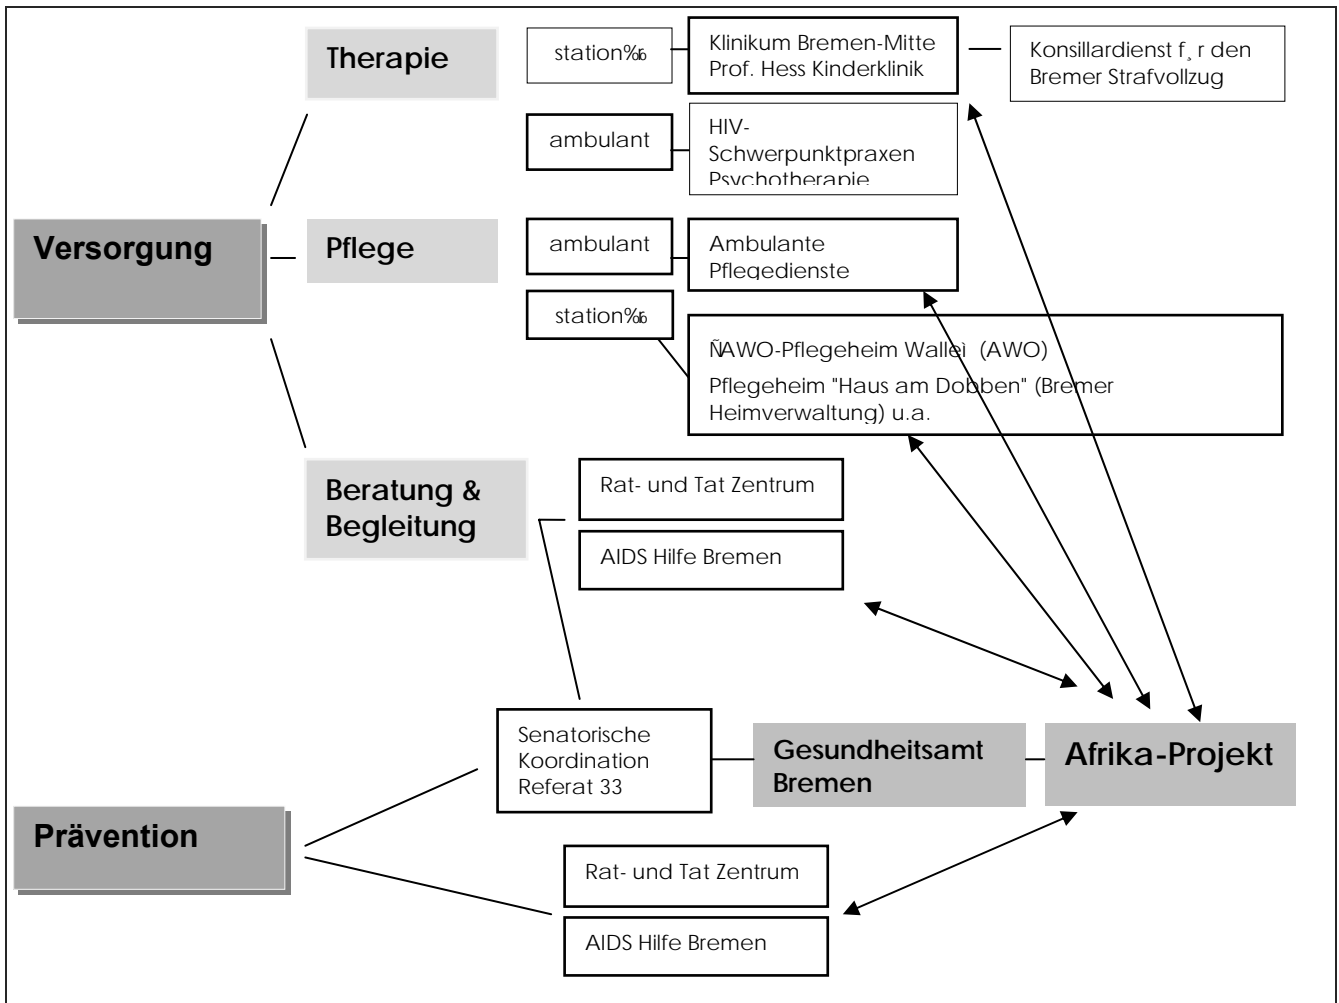 Therapie
station‰r
Klinikum Bremen-Mitte
Prof. Hess Kinderklinik
Konsillardienst f¸r den
Bremer Strafvollzug
ambulant
HIV-
Schwerpunktpraxen
Psychotherapie
Versorgung
Pflege
ambulant
Ambulante
Pflegedienste
station‰r
ÑAWO-Pflegeheim Walleì (AWO)
Pflegeheim "Haus am Dobben" (Bremer
Heimverwaltung) u.a.
Beratung &
Begleitung
Rat- und Tat Zentrum
AIDS Hilfe Bremen
Senatorische
Koordination
Referat 33
Gesundheitsamt
Bremen
Afrika-Projekt
Prävention
Rat- und Tat Zentrum
AIDS Hilfe Bremen